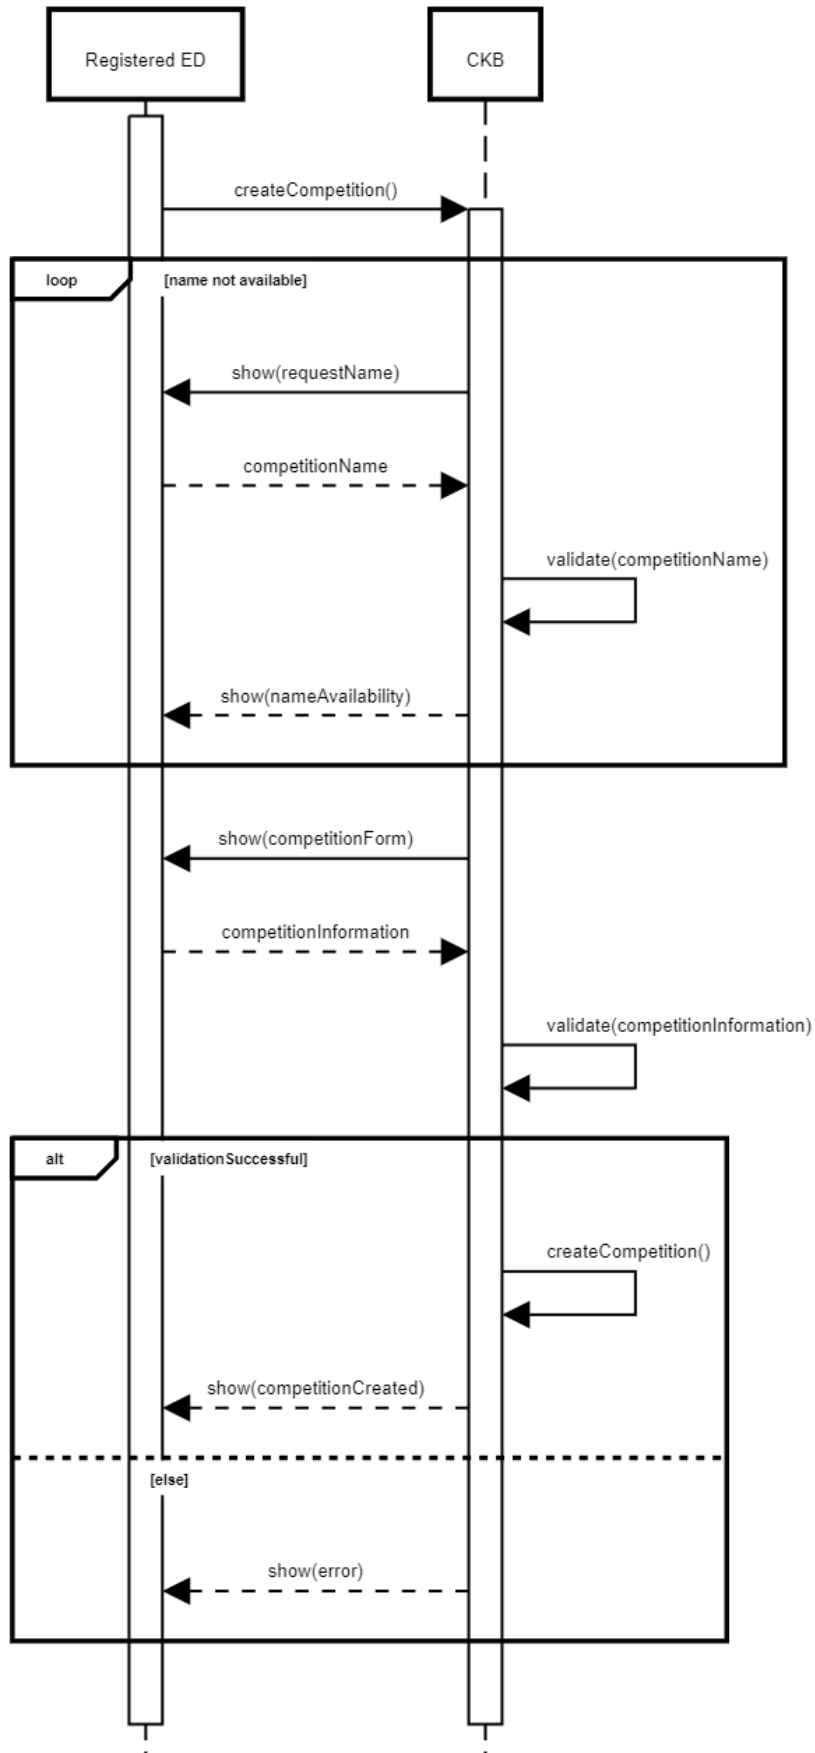 Registered ED
CKB
createCompetition()
loop
[name not available]
show(requestName)
competitionName
validate(competitionName)
show(nameAvailability)
show(competitionForm)
competitionInformation
validate(competitionInformation)
alt
[validationSuccessful]
createCompetition()
show(competitionCreated)
[else]
show(error)